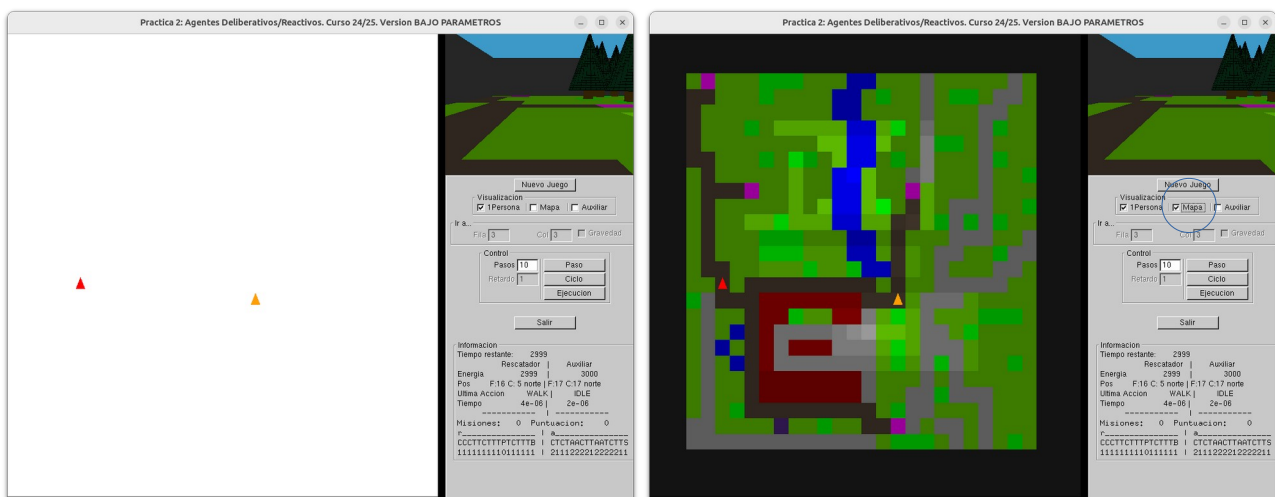 Practica 2: Agentes Deliberativos/Reactivos. Curso 24/25. Version BAJO PARAMETROS
Nuevo Juego
Visualizacion
1Persona Mapa Auxiliar
Ir a...
Fila 3 Col 3 Gravedad
Control
Pasos 10 Paso
Retardo 1 Ciclo
Ejecucion
Salir
Informacion
Tiempo restante: 2999
Rescatador | Auxiliar
Energia 2999 | 3000
Pos F:16 C: 5 norte | F:17 C:17 norte
Ultima Accion WALK | IDLE
Tiempo 4e-06 | 2e-06
----------- | -----------
Misiones: 0 Puntuacion: 0
r_______________ | a_______________
CCCTTCTTTPTCTTTB | CTCTAACTTAATCTTS
1111111110111111 | 2111222212222211
Practica 2: Agentes Deliberativos/Reactivos. Curso 24/25. Version BAJO PARAMETROS
Nuevo Juego
Visualizacion
1Persona Mapa Auxiliar
Ir a...
Fila 3 Col 3 Gravedad
Control
Pasos 10 Paso
Retardo 1 Ciclo
Ejecucion
Salir
Informacion
Tiempo restante: 2999
Rescatador | Auxiliar
Energia 2999 | 3000
Pos F:16 C: 5 norte | F:17 C:17 norte
Ultima Accion WALK | IDLE
Tiempo 4e-06 | 2e-06
----------- | -----------
Misiones: 0 Puntuacion: 0
r_______________ | a_______________
CCCTTCTTTPTCTTTB | CTCTAACTTAATCTTS
1111111110111111 | 2111222212222211